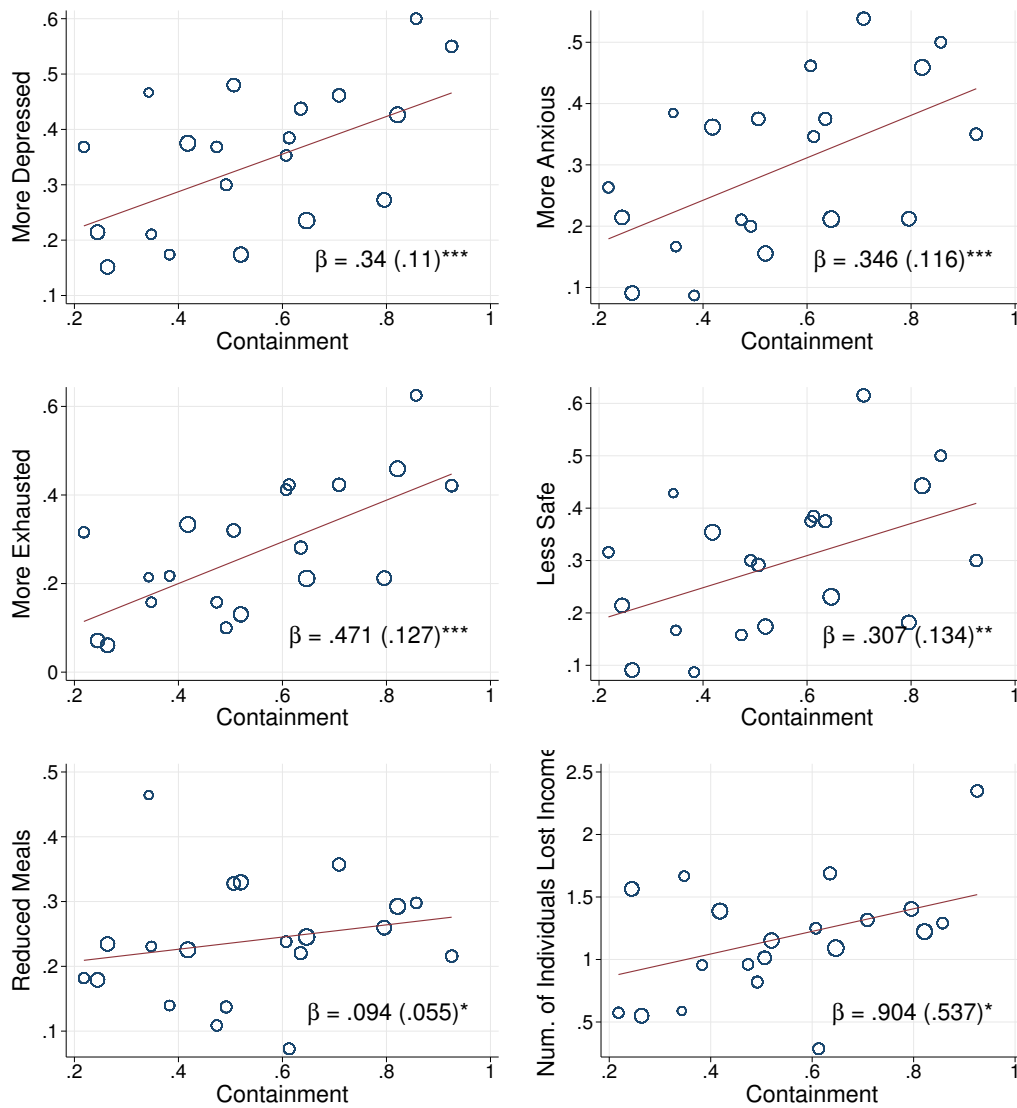 .6
.5
.4
.3
.2
.1
More Depressed
β = .34 (.11)***
.2 .4 .6 .8 1
Containment
.5
.4
.3
.2
.1
More Anxious
β = .346 (.116)***
.2 .4 .6 .8 1
Containment
.6
.4
.2
0
More Exhausted
β = .471 (.127)***
.2 .4 .6 .8 1
Containment
.6
.5
.4
.3
.2
.1
Less Safe
β = .307 (.134)**
.2 .4 .6 .8 1
Containment
.5
.4
.3
.2
.1
Reduced Meals
β = .094 (.055)*
.2 .4 .6 .8 1
Containment
2.5
2
1.5
1
.5
Num. of Individuals Lost Income
β = .904 (.537)*
.2 .4 .6 .8 1
Containment